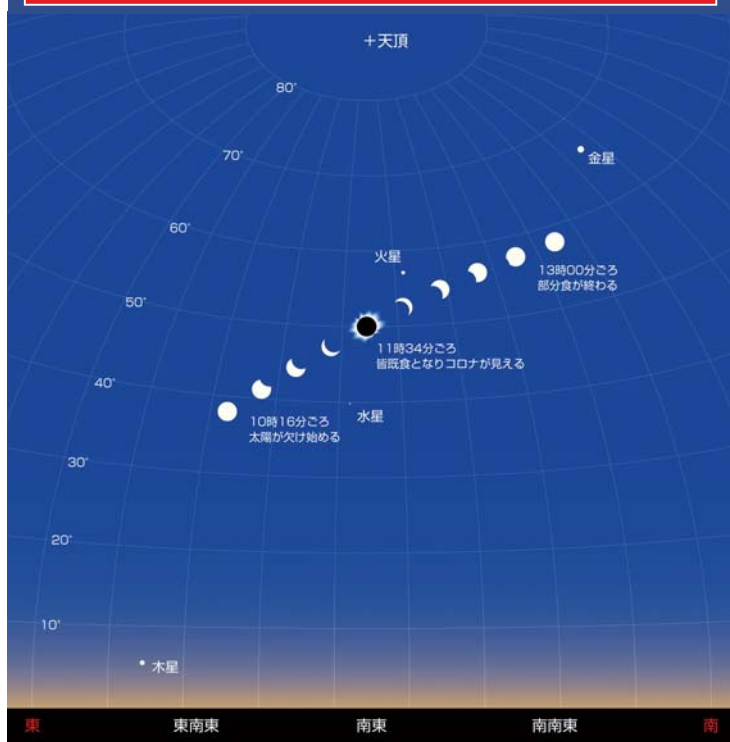 +天頂
80°
70°
金星
60°
火星
13時00分ごろ
部分食が終わる
50°
11時34分ごろ
皆既食となりコロナが見える
40°
水星
10時16分ごろ
太陽が欠け始める
30°
20°
10°
木星
東 東南東 南東 南南東 南